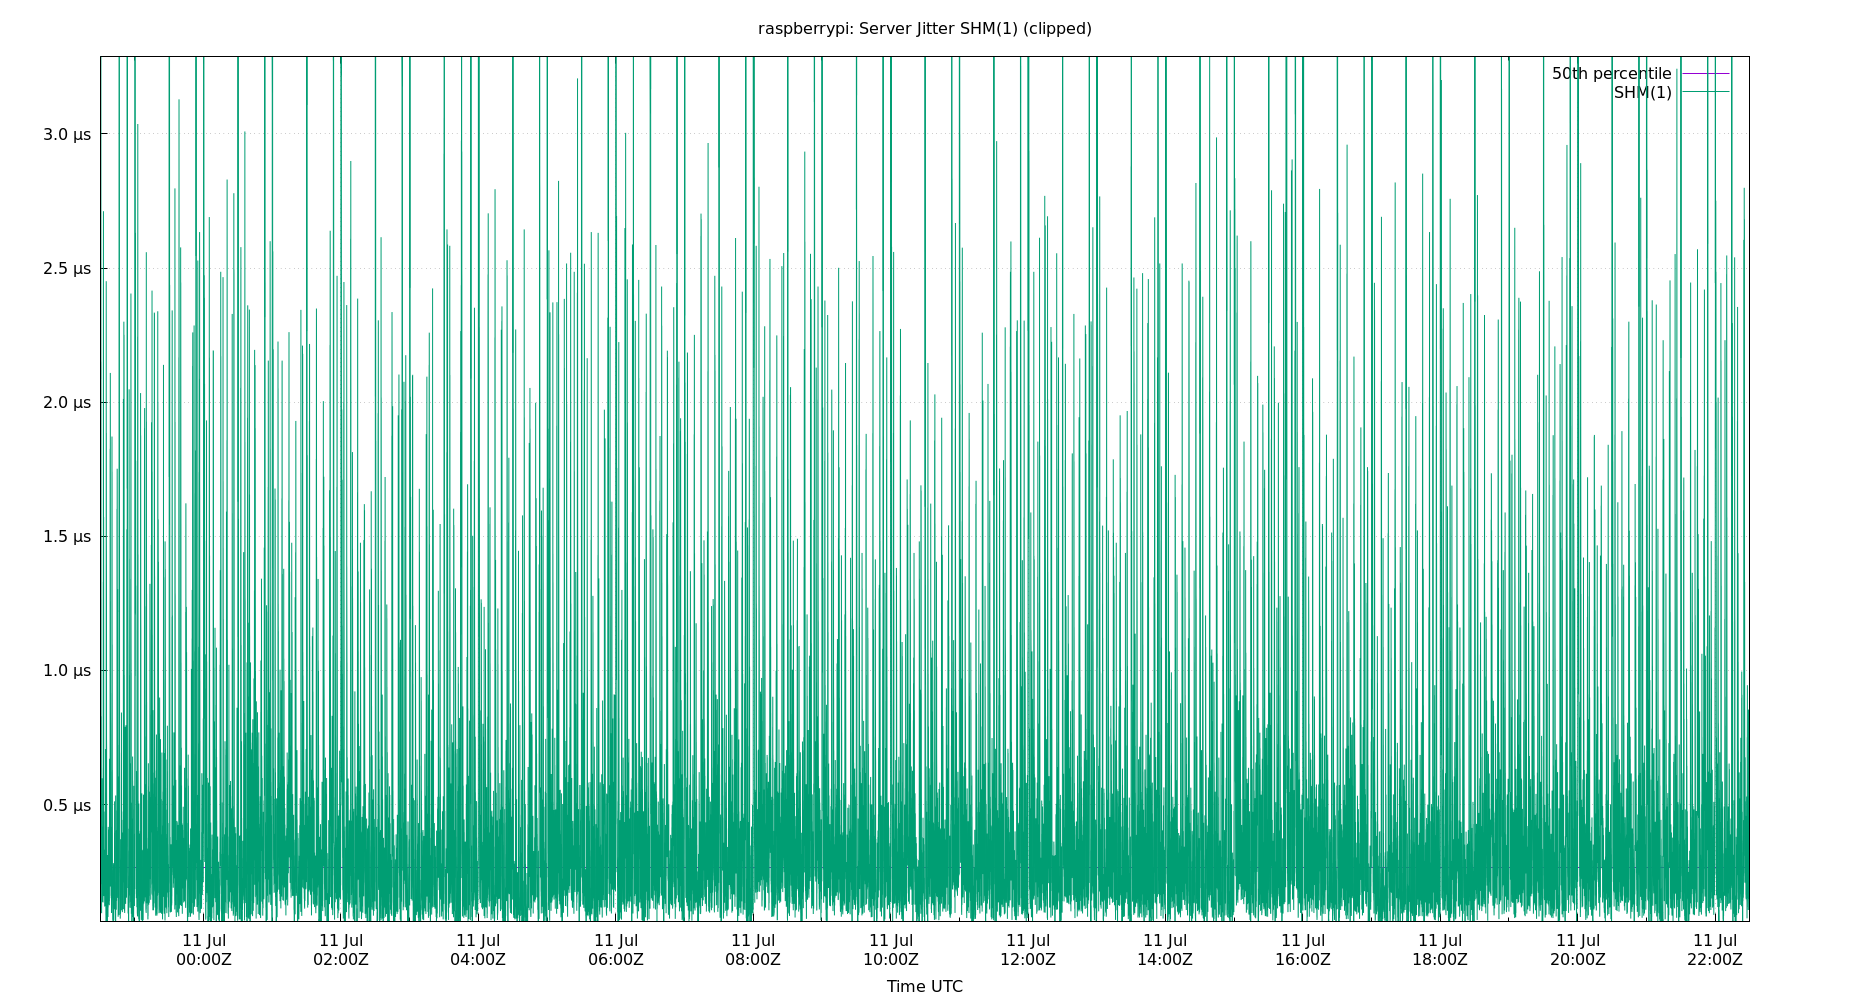 raspberrypi: Server Jitter SHM(1) (clipped)
50th percentile
SHM(1)
3.0 µs
2.5 µs
2.0 µs
1.5 µs
1.0 µs
0.5 µs
11 Jul 11 Jul 11 Jul 11 Jul 11 Jul 11 Jul 11 Jul 11 Jul 11 Jul 11 Jul 11 Jul 11 Jul
00:00Z 02:00Z 04:00Z 06:00Z 08:00Z 10:00Z 12:00Z 14:00Z 16:00Z 18:00Z 20:00Z 22:00Z
Time UTC